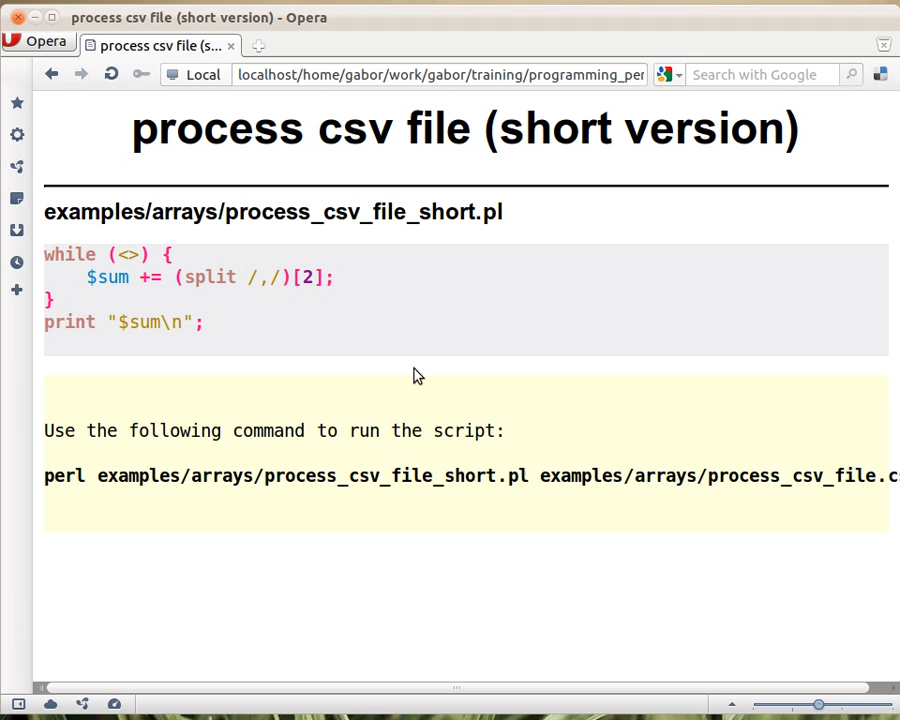 process csv file (short version) - Opera
Opera
process csv file (s...
Local
localhost/home/gabor/work/gabor/training/programming_per
Search with Google
process csv file (short version)
examples/arrays/process_csv_file_short.pl
while (<>) {
    $sum += (split /,/)[2];
}
print "$sum\n";
Use the following command to run the script:
perl examples/arrays/process_csv_file_short.pl examples/arrays/process_csv_file.cs